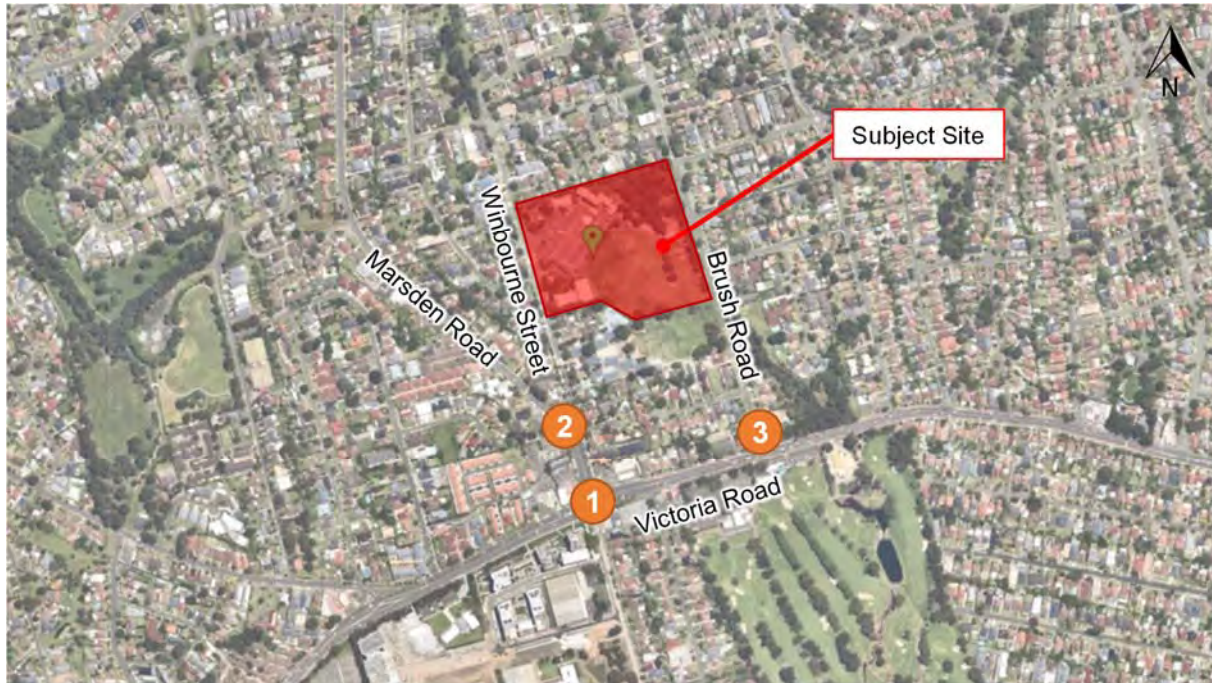 N
Subject Site
Winbourne Street
Marsden Road
Brush Road
2
3
1
Victoria Road